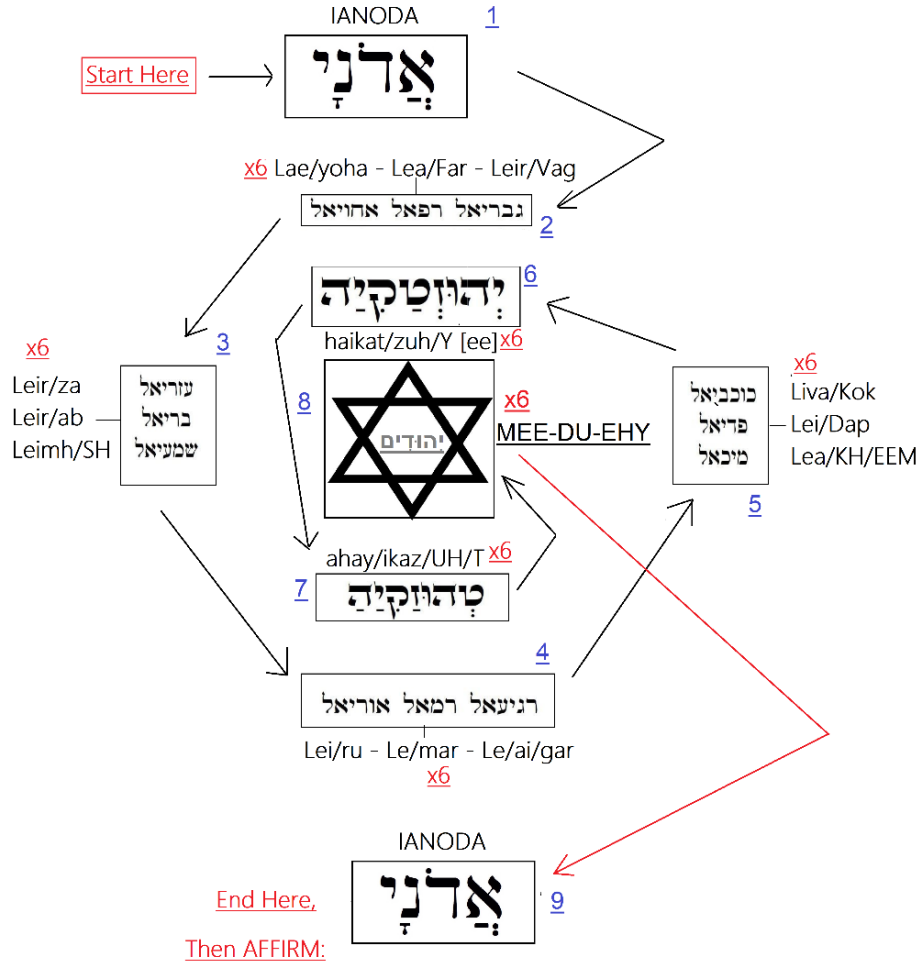 IANODA
1
Start Here
אֲדֹנָי
x6 Lae/yoha - Lea/Far - Leir/Vag
גבריאל רפאל אחויאל
2
6
יְהוּזְטַקִיַה
haikat/zuh/Y [ee] x6
x6
3
Leir/za
Leir/ab
Leimh/SH
עזריאל
בריאל
שמעיאל
8
יהודים
x6
MEE-DU-EHY
כוכביאל
פדיאל
מיכאל
x6
Liva/Kok
Lei/Dap
Lea/KH/EEM
5
ahay/ikaz/UH/T x6
7
טְהוּזַקִיַהַ
4
רגיעאל רמאל אוריאל
Lei/ru - Le/mar - Le/ai/gar
x6
IANODA
אֲדֹנָי
9
End Here,
Then AFFIRM: